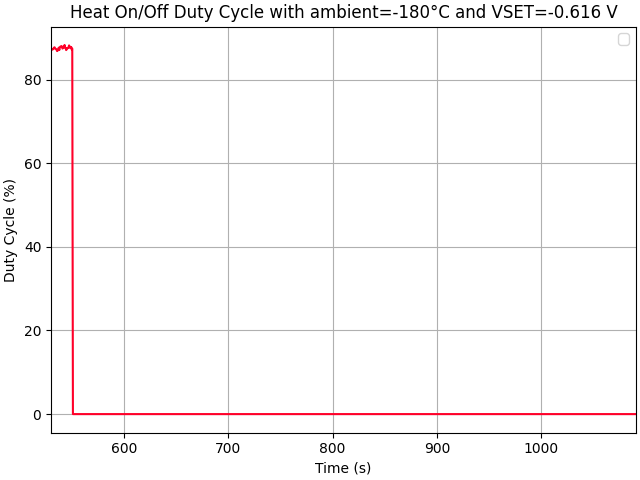 Heat On/Off Duty Cycle with ambient=-180°C and VSET=-0.616 V
Duty Cycle (%)
80
60
40
20
0
600 700 800 900 1000
Time (s)